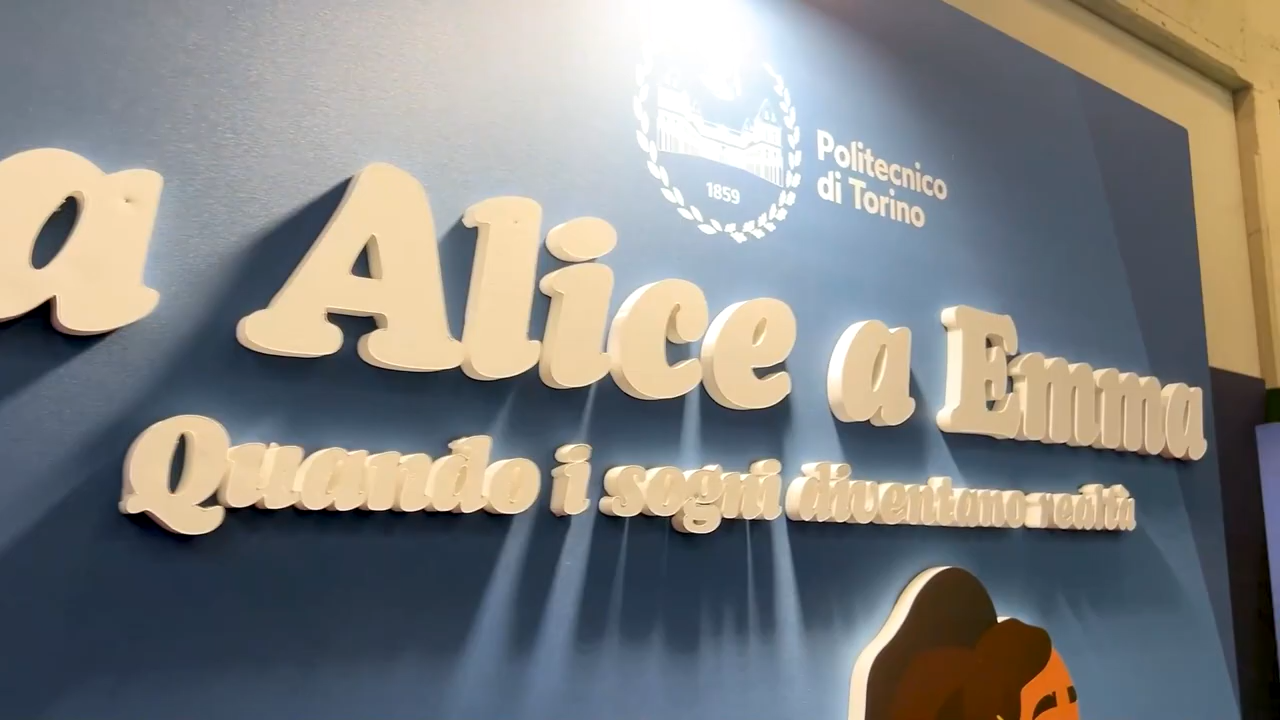 1859
Politecnico
di Torino
a Alice a Emma
Quando i sogni diventano realtà